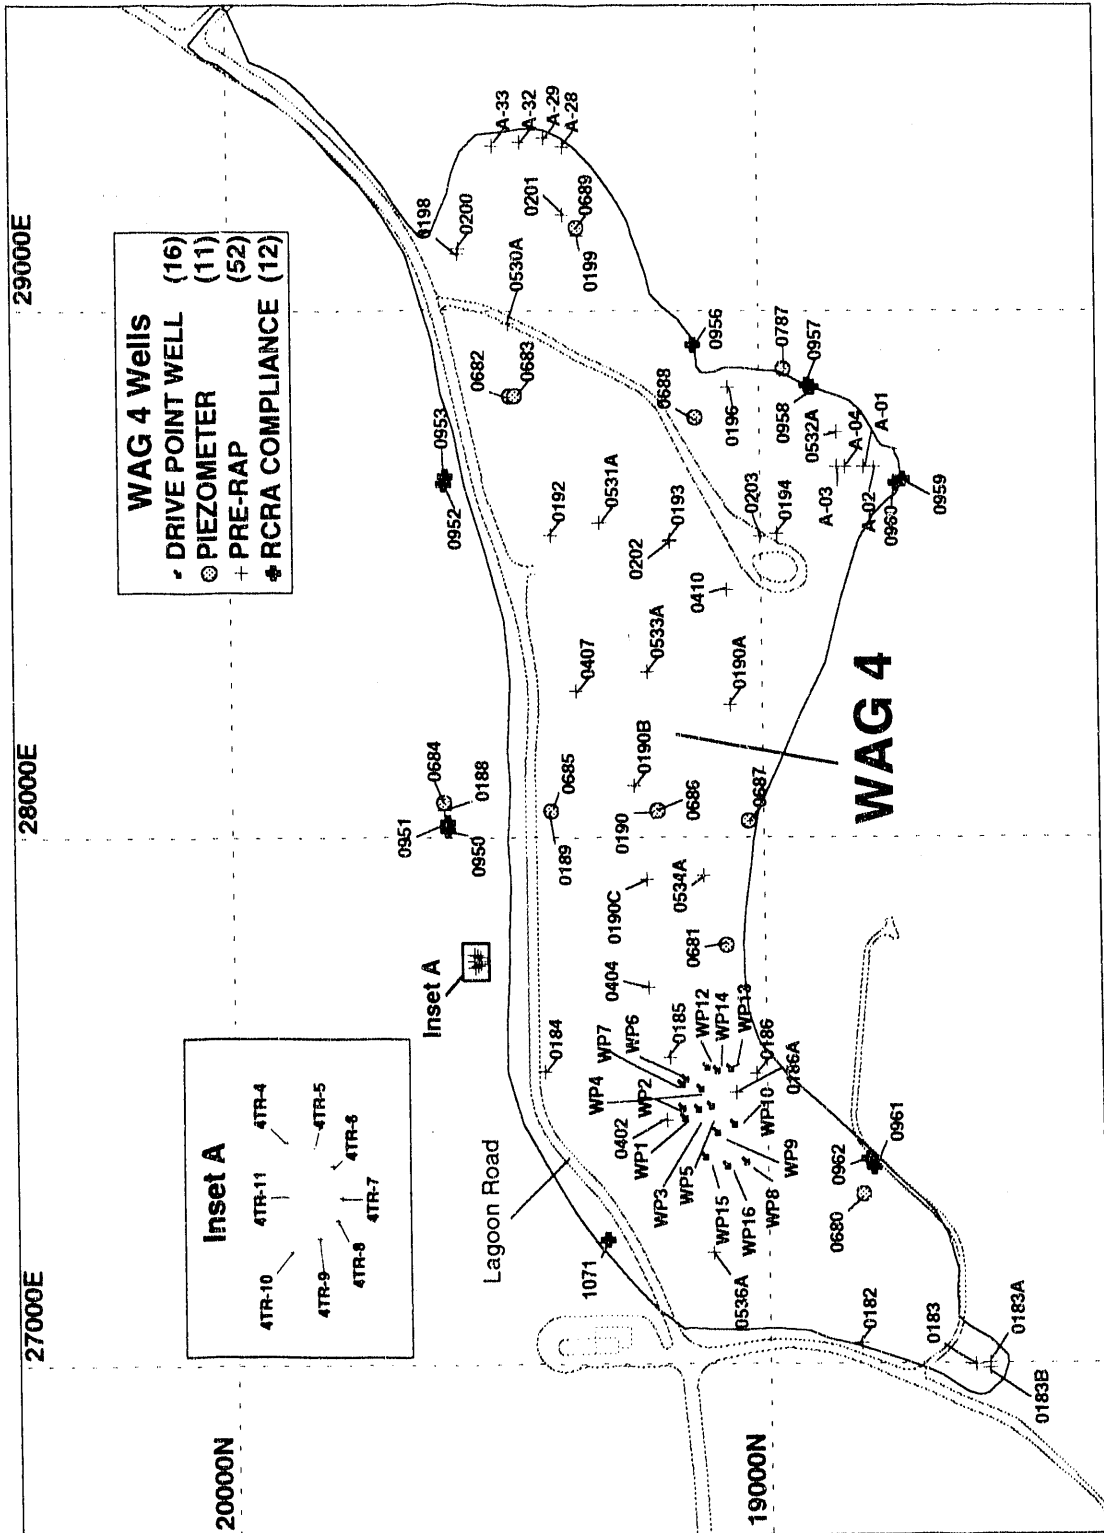 29000E
28000E
27000E
20000N
19000N
WAG 4 Wells
DRIVE POINT WELL (16)
PIEZOMETER (11)
PRE-RAP (52)
RCRA COMPLIANCE (12)
Inset A
4TR-4
4TR-5
4TR-6
4TR-11
4TR-7
4TR-10
4TR-9
4TR-8
Inset A
Lagoon Road
WAG 4
A-33
A-32
A-29
A-28
0198
0200
0201
0689
0199
0530A
0682
0683
0956
0787
0957
0688
0196
0958
0532A
A-04
A-01
A-03
A-02
0960
0959
0953
0952
0192
0531A
0193
0202
0203
0194
0410
0407
0533A
0190A
0190B
0684
0188
0951
0950
0685
0189
0190
0686
0687
0190C
0534A
0681
0404
0184
0185
WP7
WP6
WP12
WP14
WP13
WP4
WP2
0186
0186A
0402
WP1
WP10
WP3
WP5
WP9
WP15
WP16
WP8
0962
0961
0680
1071
0536A
0182
0183
0183A
0183B